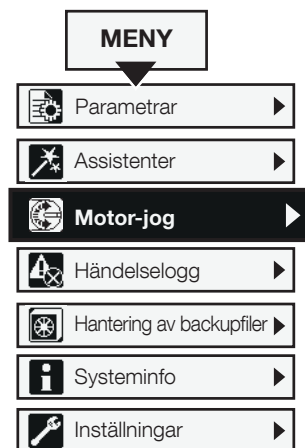 MENY
Parametrar
Assistenter
Motor-jog
Händelselogg
Hantering av backupfiler
Systeminfo
Inställningar